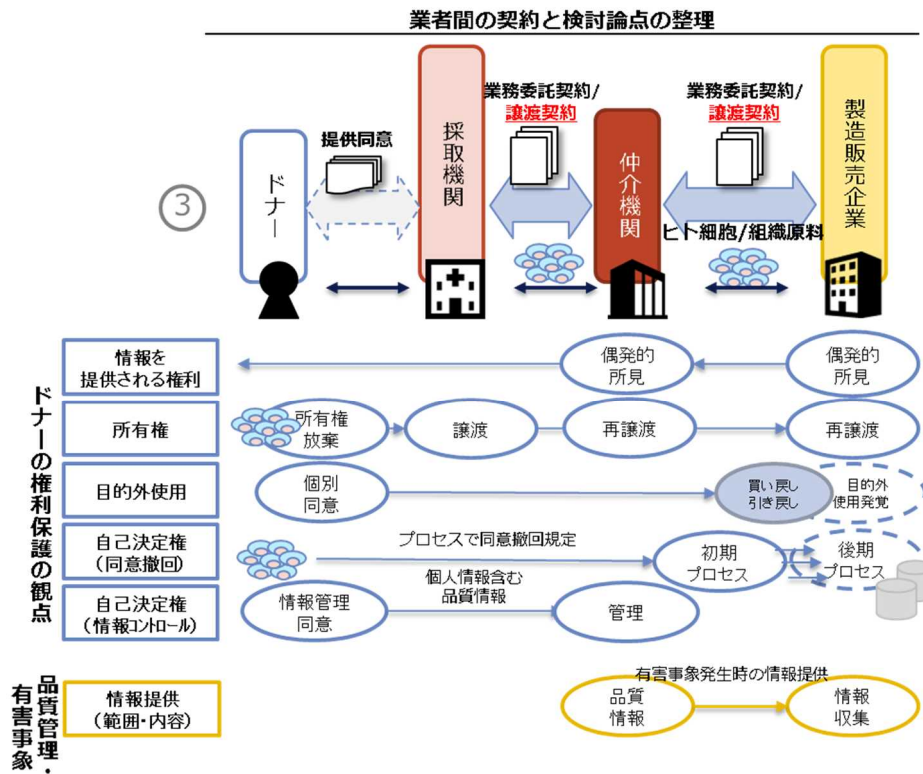 業者間の契約と検討論点の整理
③
ドナー
提供同意
採取機関
業務委託契約/
譲渡契約
仲介機関
業務委託契約/
譲渡契約
製造販売企業
ヒト細胞/組織原料
ドナーの権利保護の観点
情報を
提供される権利
偶発的
所見
偶発的
所見
所有権
所有権
放棄
譲渡
再譲渡
再譲渡
目的外使用
個別
同意
買い戻し
引き戻し
目的外
使用発覚
自己決定権
(同意撤回)
プロセスで同意撤回規定
初期
プロセス
後期
プロセス
自己決定権
(情報コントロール)
情報管理
同意
個人情報含む
品質情報
管理
品質管理・
有害事象
情報提供
(範囲・内容)
有害事象発生時の情報提供
品質
情報
情報
収集